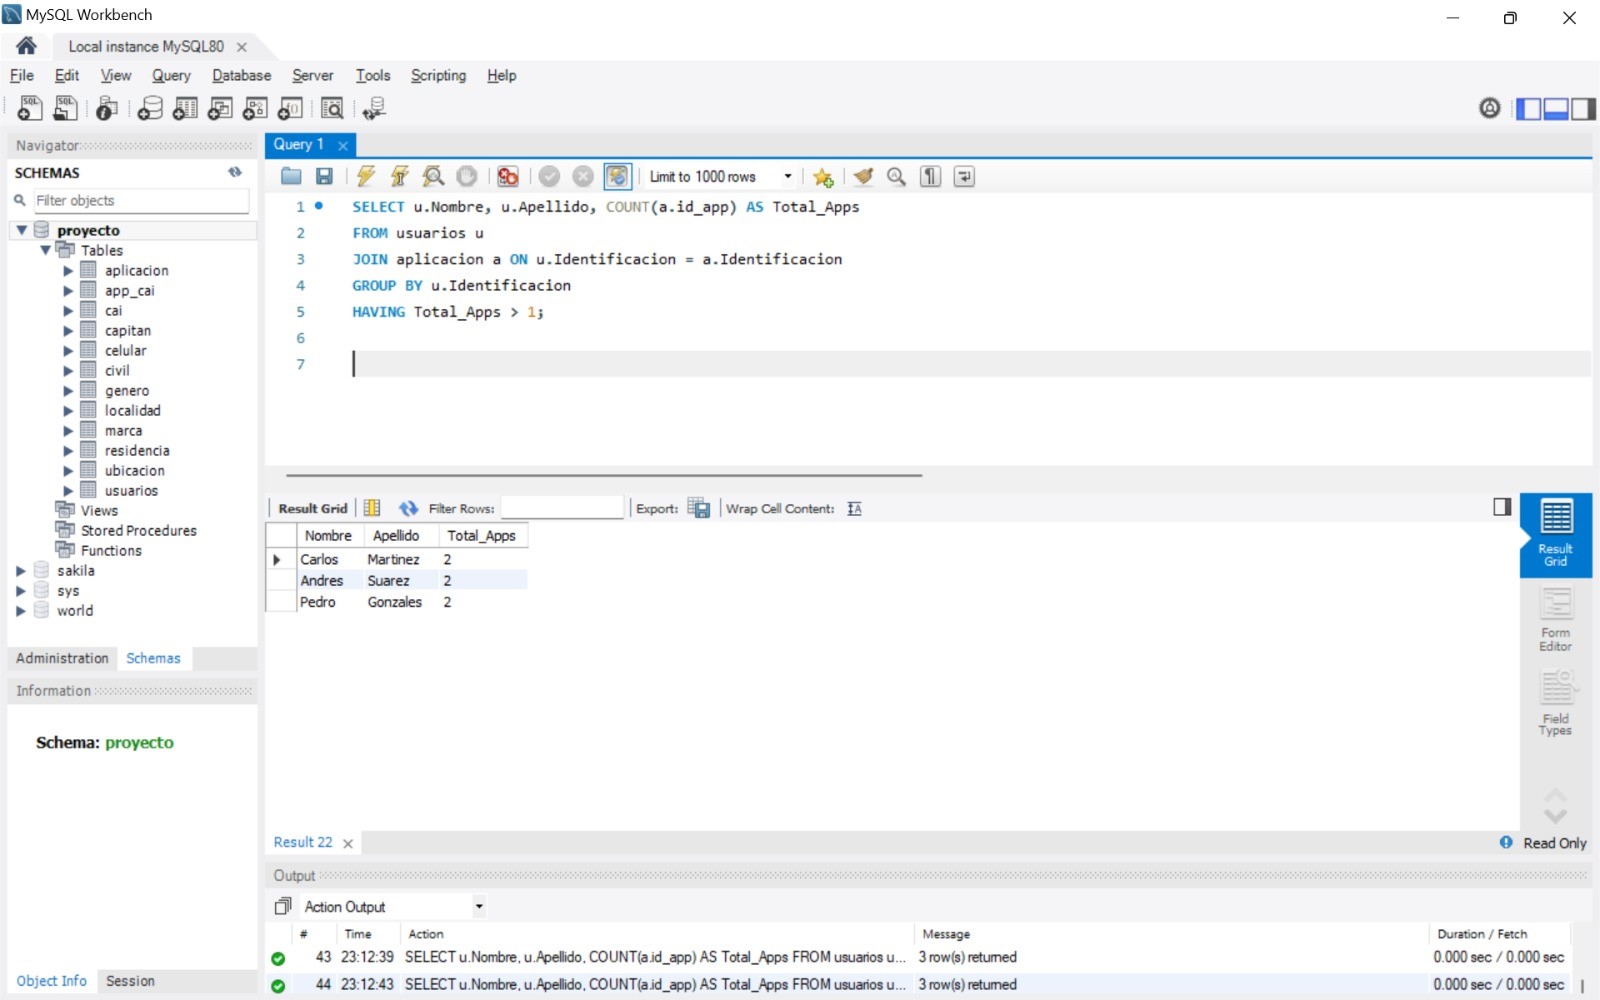 MySQL Workbench
Local instance MySQL80
File Edit View Query Database Server Tools Scripting Help
Navigator
SCHEMAS
Filter objects
proyecto
Tables
aplicacion
app_cai
cai
capitan
celular
civil
genero
localidad
marca
residencia
ubicacion
usuarios
Views
Stored Procedures
Functions
sakila
sys
world
Administration Schemas
Information
Schema: proyecto
Object Info Session
Query 1
Limit to 1000 rows
1 SELECT u.Nombre, u.Apellido, COUNT(a.id_app) AS Total_Apps
2 FROM usuarios u
3 JOIN aplicacion a ON u.Identificacion = a.Identificacion
4 GROUP BY u.Identificacion
5 HAVING Total_Apps > 1;
6
7
Result Grid Filter Rows: Export: Wrap Cell Content:
Nombre Apellido Total_Apps
Carlos Martinez 2
Andres Suarez 2
Pedro Gonzales 2
Result Grid
Form Editor
Field Types
Result 22 Read Only
Output
Action Output
# Time Action Message Duration / Fetch
43 23:12:39 SELECT u.Nombre, u.Apellido, COUNT(a.id_app) AS Total_Apps FROM usuarios u... 3 row(s) returned 0.000 sec / 0.000 sec
44 23:12:43 SELECT u.Nombre, u.Apellido, COUNT(a.id_app) AS Total_Apps FROM usuarios u... 3 row(s) returned 0.000 sec / 0.000 sec